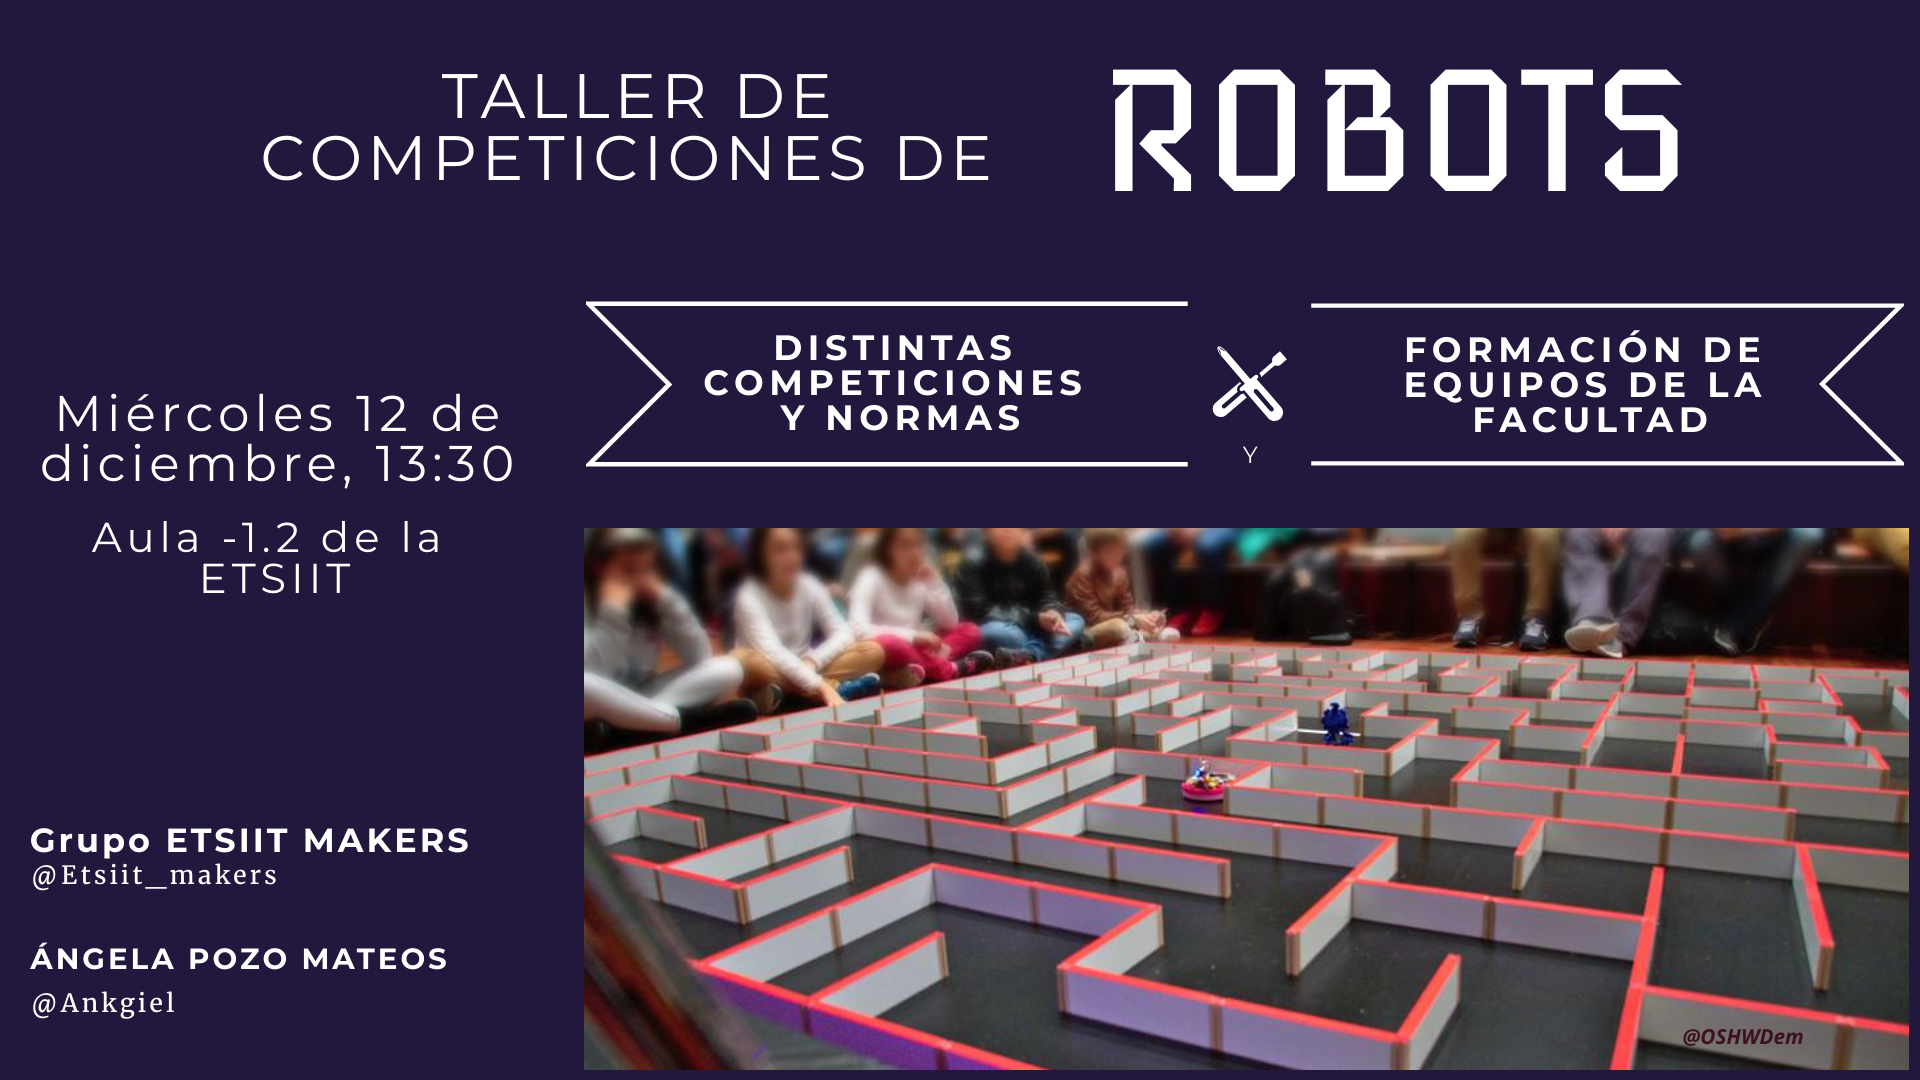 TALLER DE
COMPETICIONES DE
ROBOTS
DISTINTAS
COMPETICIONES
Y NORMAS
Y
FORMACIÓN DE
EQUIPOS DE LA
FACULTAD
Miércoles 12 de
diciembre, 13:30
Aula -1.2 de la
ETSIIT
Grupo ETSIIT MAKERS
@Etsiit_makers
ÁNGELA POZO MATEOS
@Ankgiel
@OSHWDem